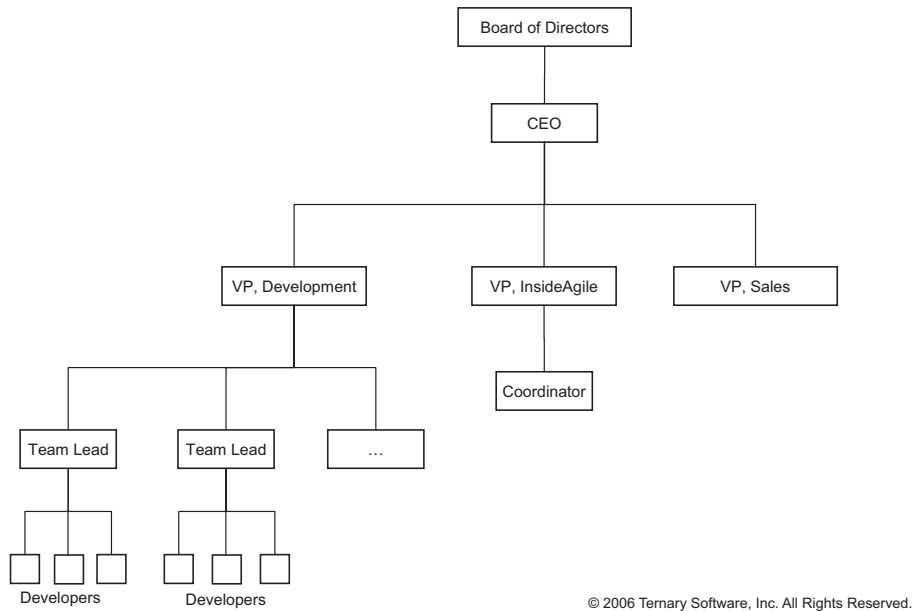 Board of Directors
CEO
VP, Development
VP, InsideAgile
VP, Sales
Coordinator
Team Lead
Team Lead
…
Developers
Developers
© 2006 Ternary Software, Inc. All Rights Reserved.